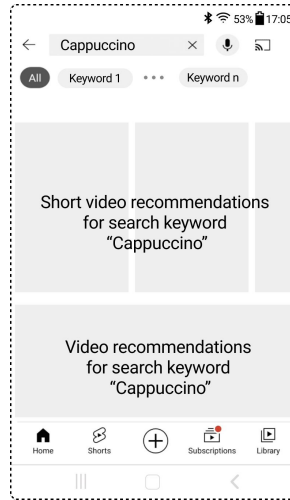 53% 17:05
Cappuccino
All Keyword 1 Keyword n
Short video recommendations
for search keyword
“Cappuccino”
Video recommendations
for search keyword
“Cappuccino”
Home Shorts Subscriptions Library